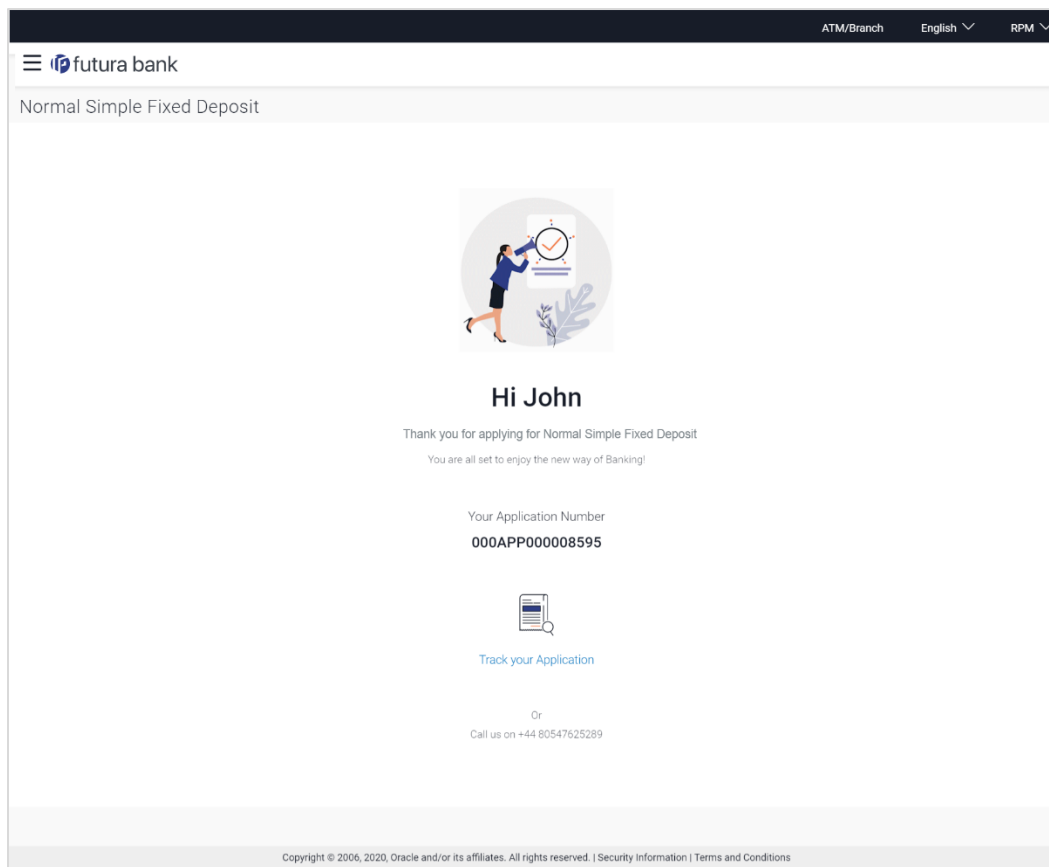 ATM/Branch English RPM
futura bank
Normal Simple Fixed Deposit
Hi John
Thank you for applying for Normal Simple Fixed Deposit
You are all set to enjoy the new way of Banking!
Your Application Number
000APP000008595
Track your Application
Or
Call us on +44 80547625289
Copyright © 2006, 2020, Oracle and/or its affiliates. All rights reserved. | Security Information | Terms and Conditions